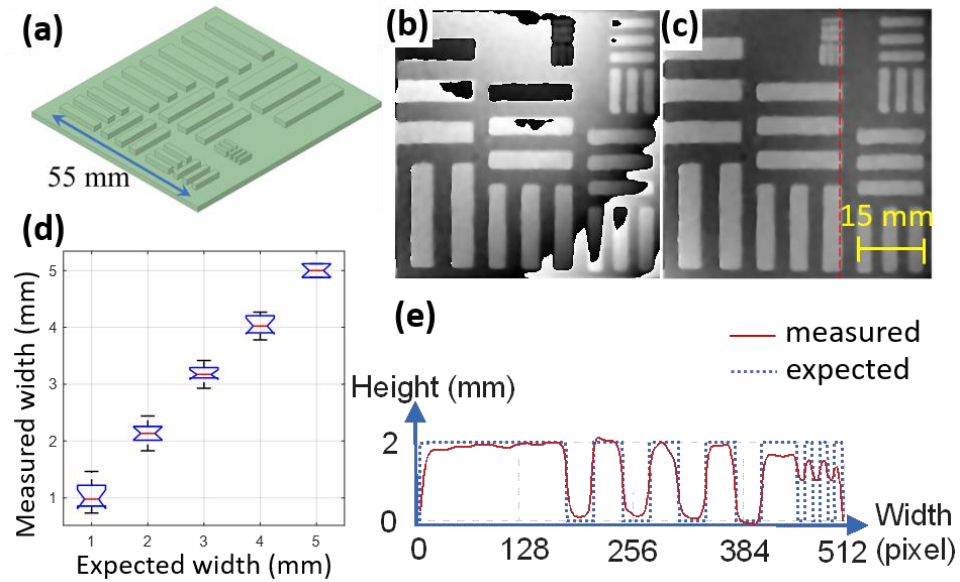 (a)
55 mm
(b)
(c)
15 mm
(d)
Measured width (mm)
5
4
3
2
1
1 2 3 4 5
Expected width (mm)
(e)
measured
expected
Height (mm)
2
0
0 128 256 384 512
Width
(pixel)